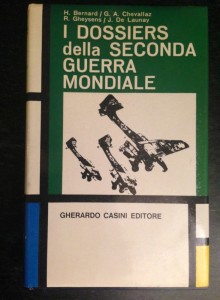 H. Bernard / G. A. Chevallaz
R. Gheysens / J. De Launay
I DOSSIERS
della SECONDA
GUERRA
MONDIALE
GHERARDO CASINI EDITORE